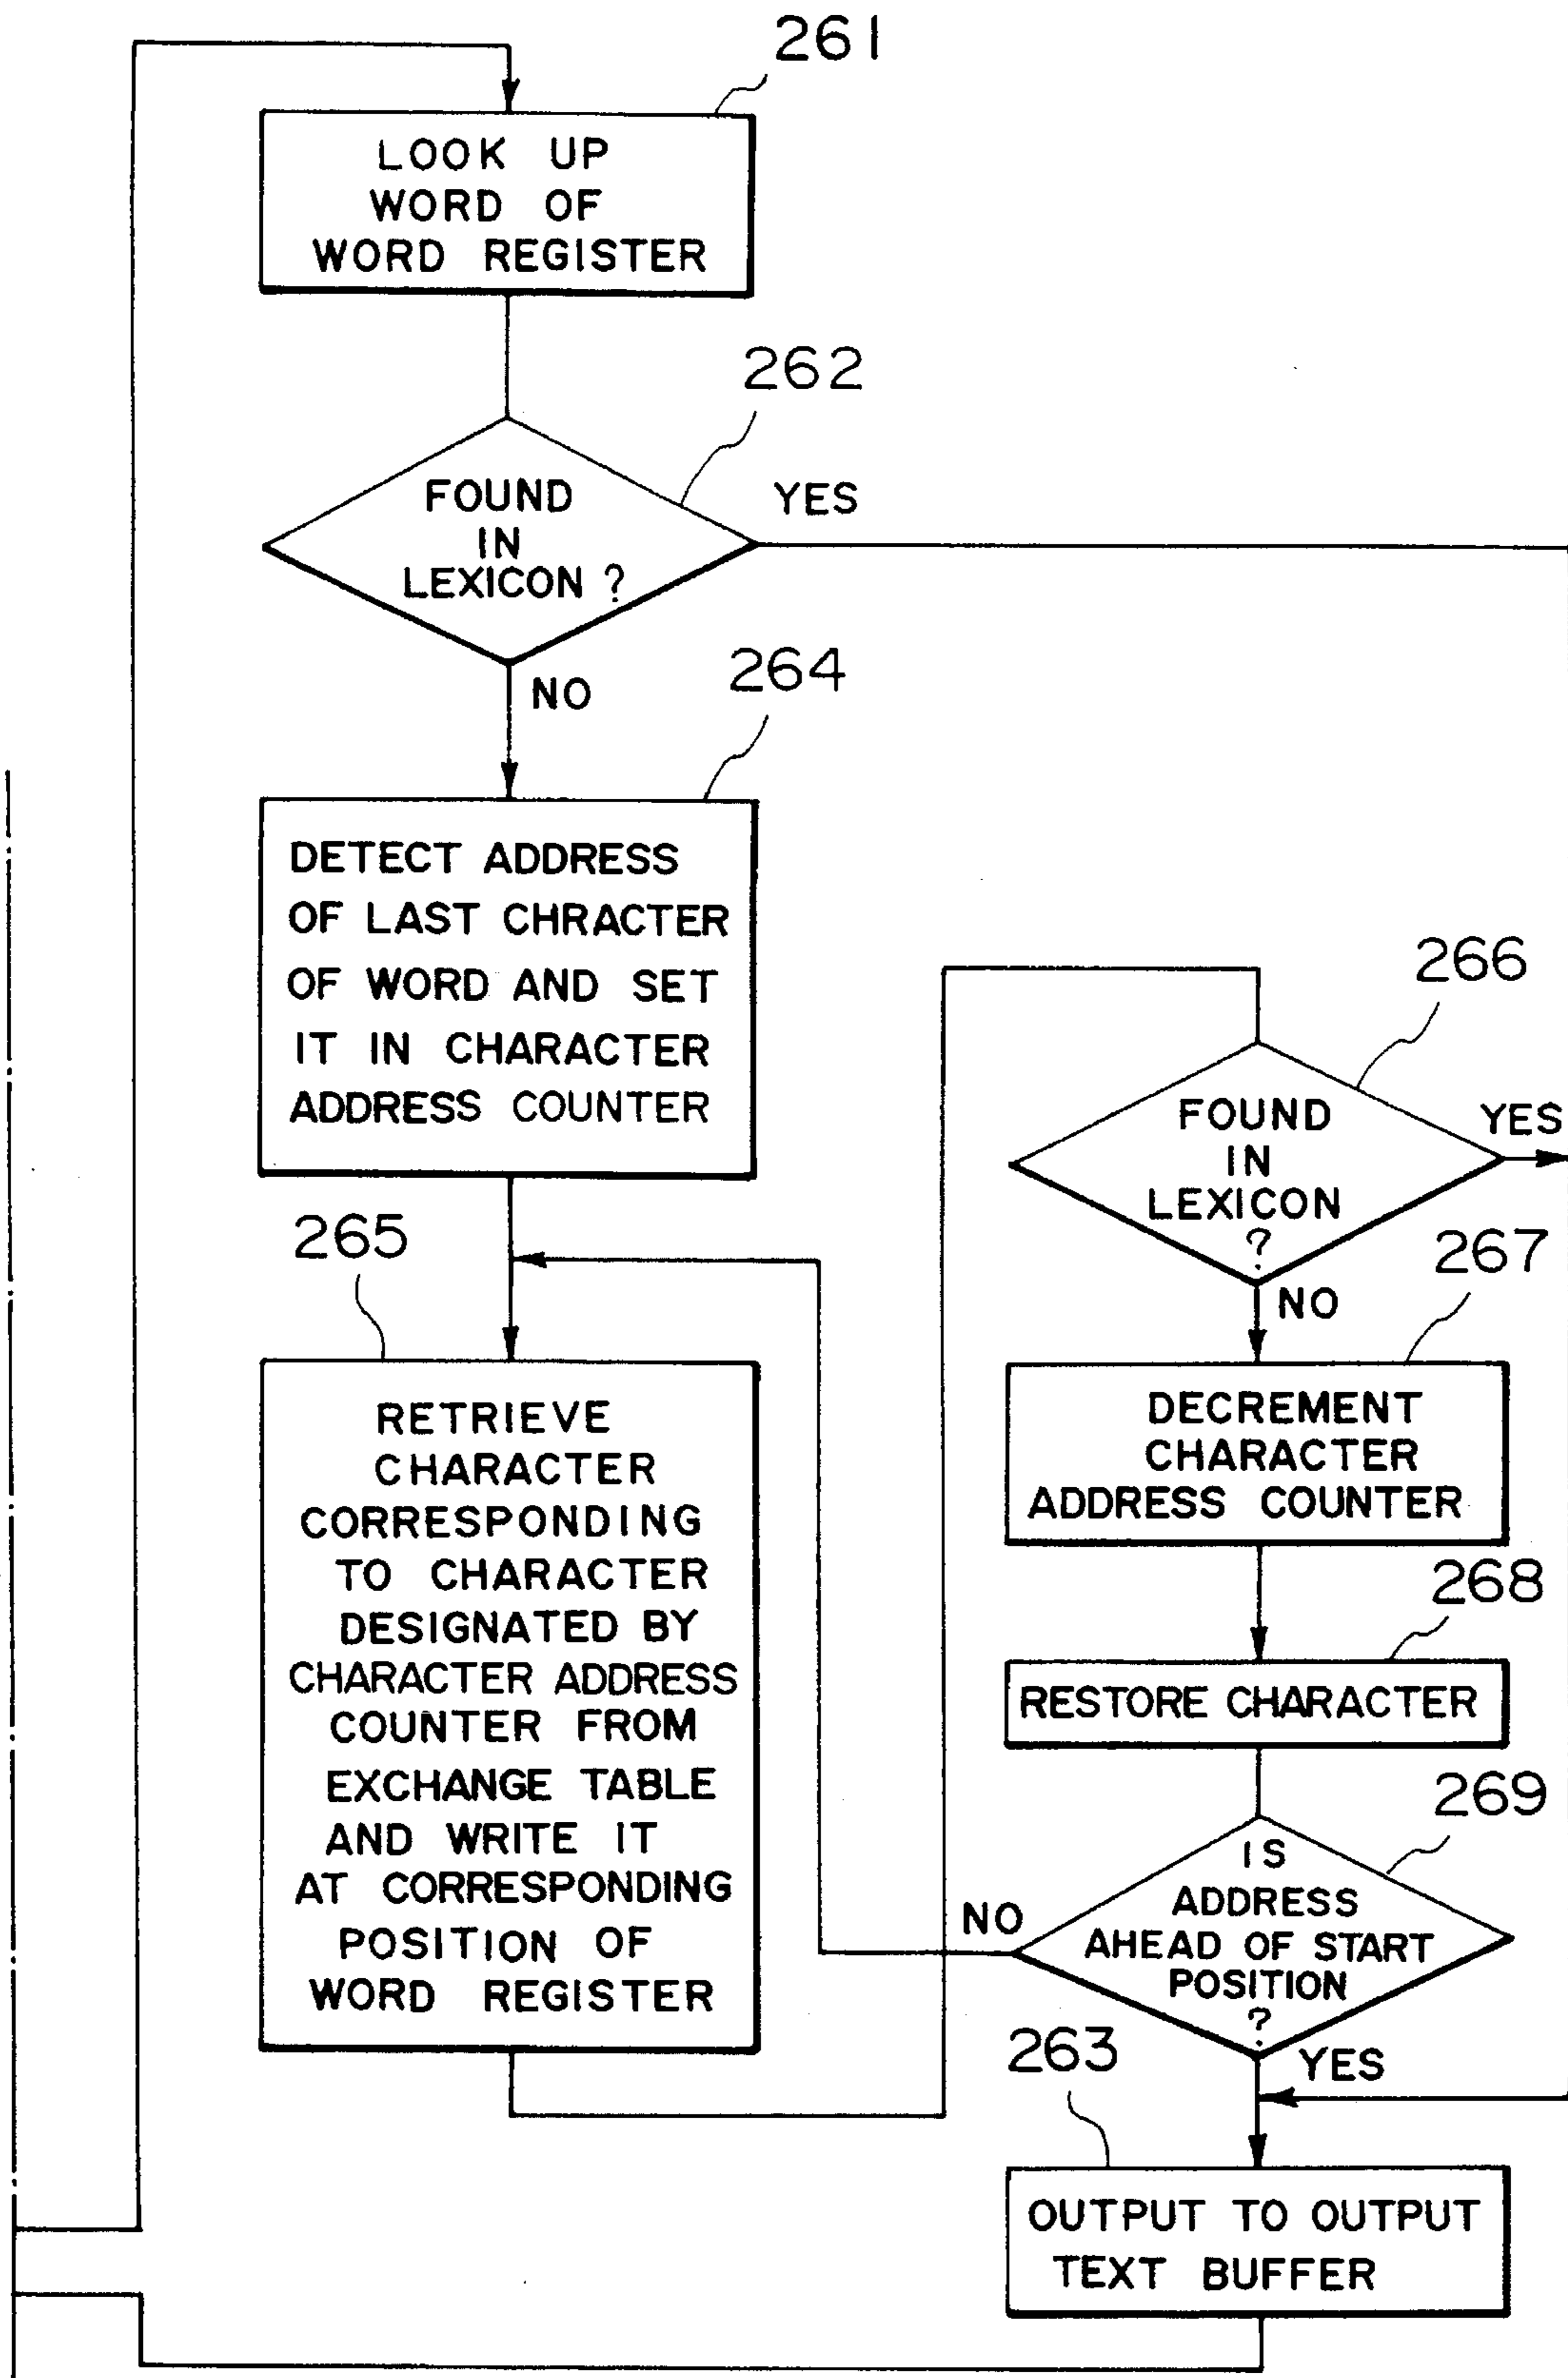 261
LOOK UP
WORD OF
WORD REGISTER
262
FOUND
IN
LEXICON ?
YES
NO
264
DETECT ADDRESS
OF LAST CHRACTER
OF WORD AND SET
IT IN CHARACTER
ADDRESS COUNTER
265
RETRIEVE
CHARACTER
CORRESPONDING
TO CHARACTER
DESIGNATED BY
CHARACTER ADDRESS
COUNTER FROM
EXCHANGE TABLE
AND WRITE IT
AT CORRESPONDING
POSITION OF
WORD REGISTER
266
FOUND
IN
LEXICON
?
YES
NO
267
DECREMENT
CHARACTER
ADDRESS COUNTER
268
RESTORE CHARACTER
269
IS
ADDRESS
AHEAD OF START
POSITION
?
NO
YES
263
OUTPUT TO OUTPUT
TEXT BUFFER